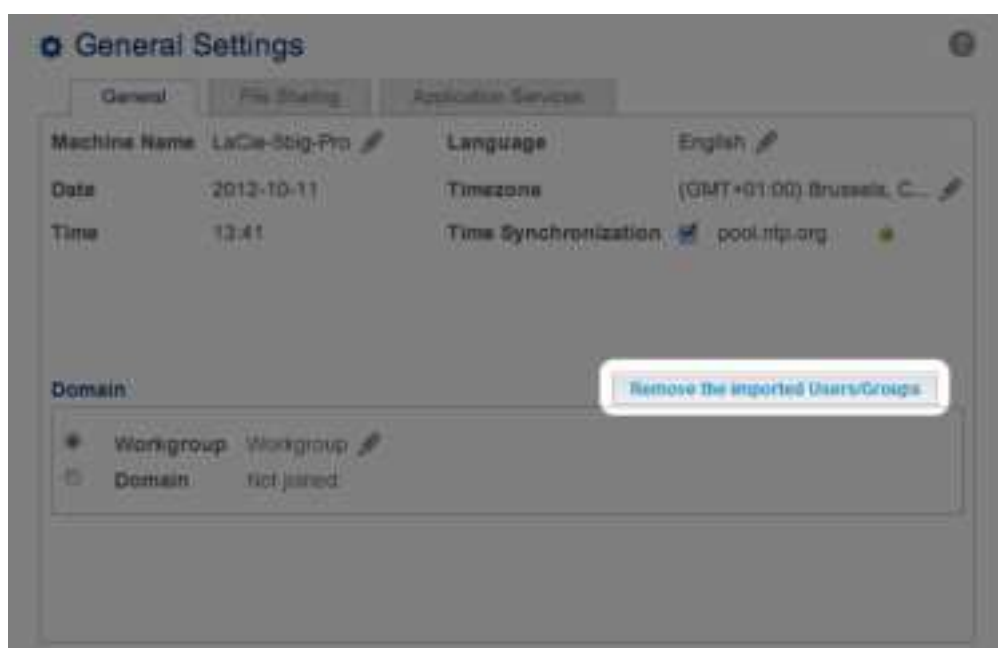 General Settings
General File Sharing Application Services
Machine Name LaCie-5big-Pro Language English
Date 2012-10-11 Timezone (GMT+01:00) Brussels, C...
Time 13:41 Time Synchronization pool.ntp.org
Domain Remove the imported Users/Groups
Workgroup Workgroup
Domain Not joined